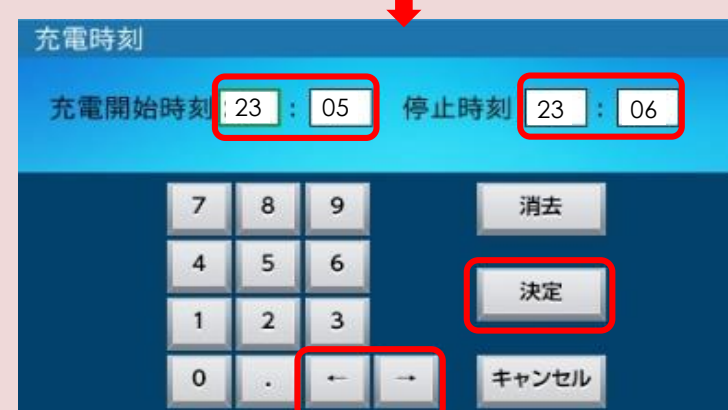 充電時刻
充電開始時刻 23 : 05 停止時刻 23 : 06
7 8 9 消去
4 5 6
決定
1 2 3
0 . ← → キャンセル